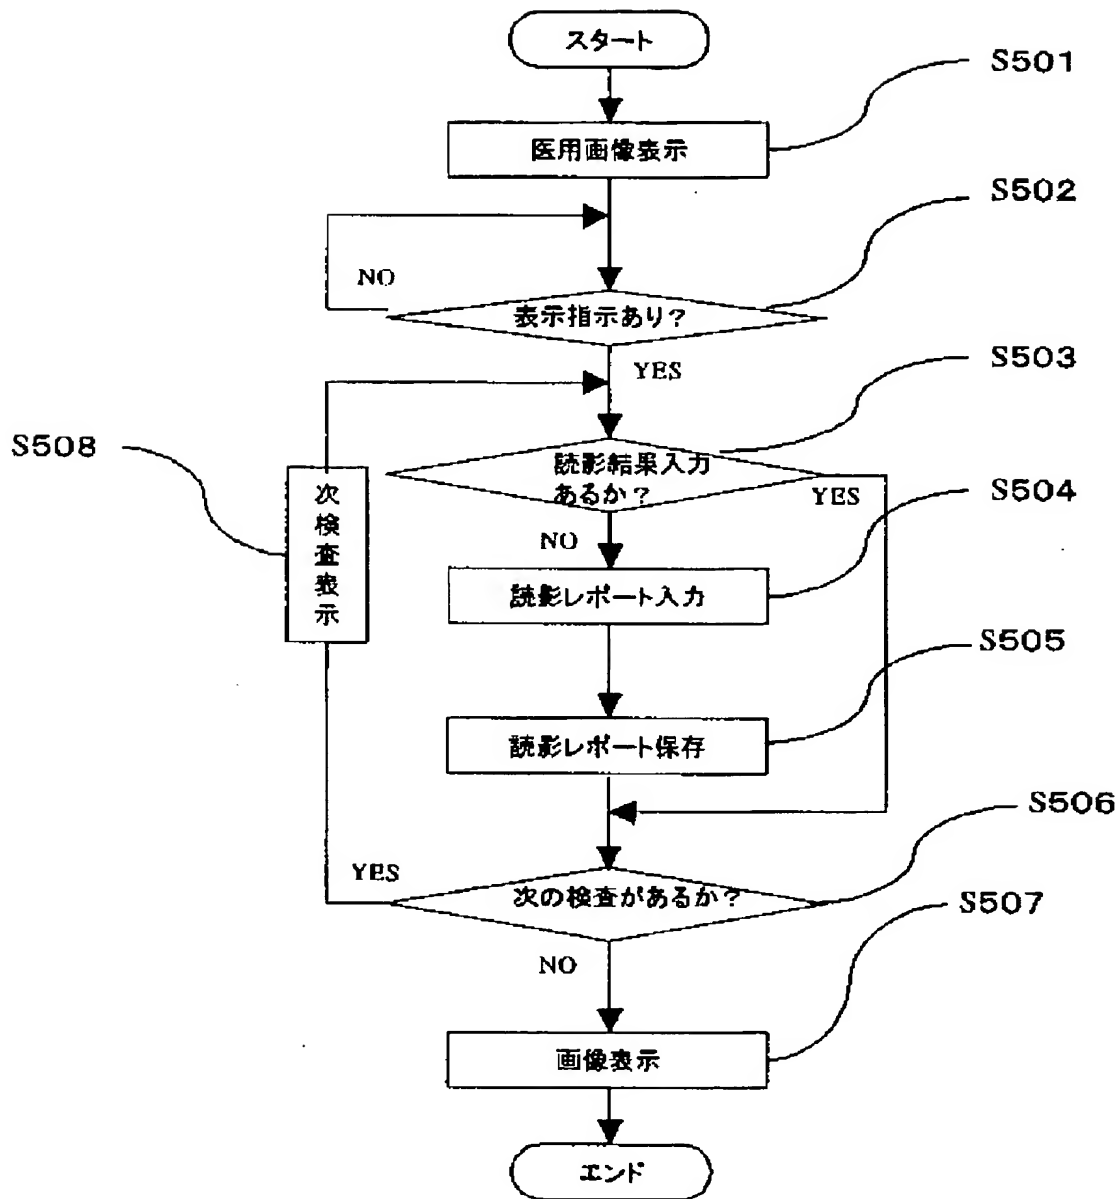 スタート
S501
医用画像表示
S502
NO
表示指示あり?
YES
S503
S508
読影結果入力
あるか?
YES
S504
次検査表示
NO
読影レポート入力
S505
読影レポート保存
S506
YES
次の検査があるか?
S507
NO
画像表示
エンド